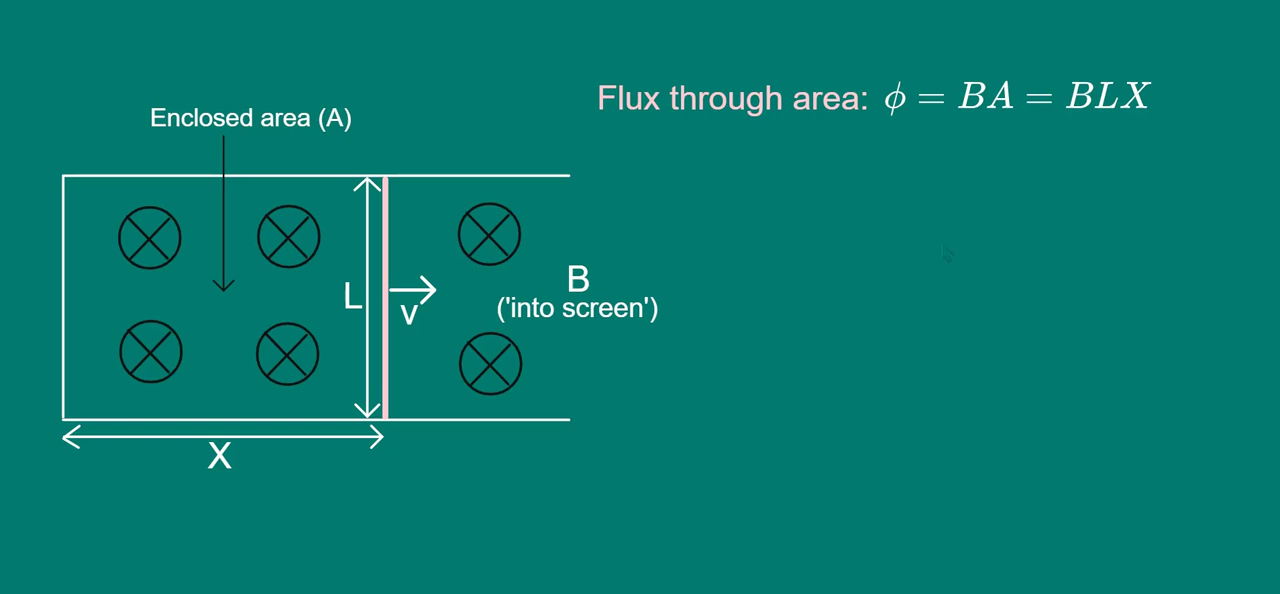 Flux through area: ϕ = BA = BLX
Enclosed area (A)
L
v
B
('into screen')
X